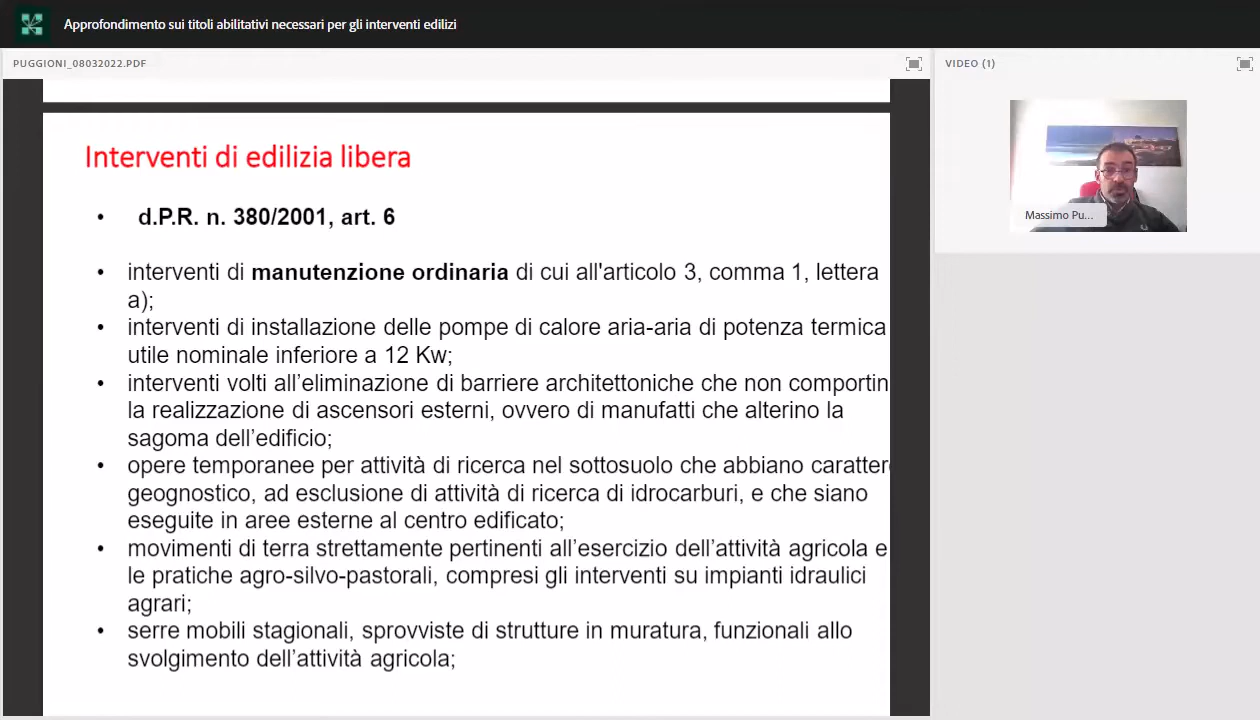 Approfondimento sui titoli abilitativi necessari per gli interventi edilizi
PUGGIONI_08032022.PDF
VIDEO (1)
Interventi di edilizia libera
• d.P.R. n. 380/2001, art. 6
• interventi di manutenzione ordinaria di cui all'articolo 3, comma 1, lettera
a);
• interventi di installazione delle pompe di calore aria-aria di potenza termica
utile nominale inferiore a 12 Kw;
• interventi volti all’eliminazione di barriere architettoniche che non comportin
la realizzazione di ascensori esterni, ovvero di manufatti che alterino la
sagoma dell’edificio;
• opere temporanee per attività di ricerca nel sottosuolo che abbiano caratter
geognostico, ad esclusione di attività di ricerca di idrocarburi, e che siano
eseguite in aree esterne al centro edificato;
• movimenti di terra strettamente pertinenti all’esercizio dell’attività agricola e
le pratiche agro-silvo-pastorali, compresi gli interventi su impianti idraulici
agrari;
• serre mobili stagionali, sprovviste di strutture in muratura, funzionali allo
svolgimento dell’attività agricola;
Massimo Pu...